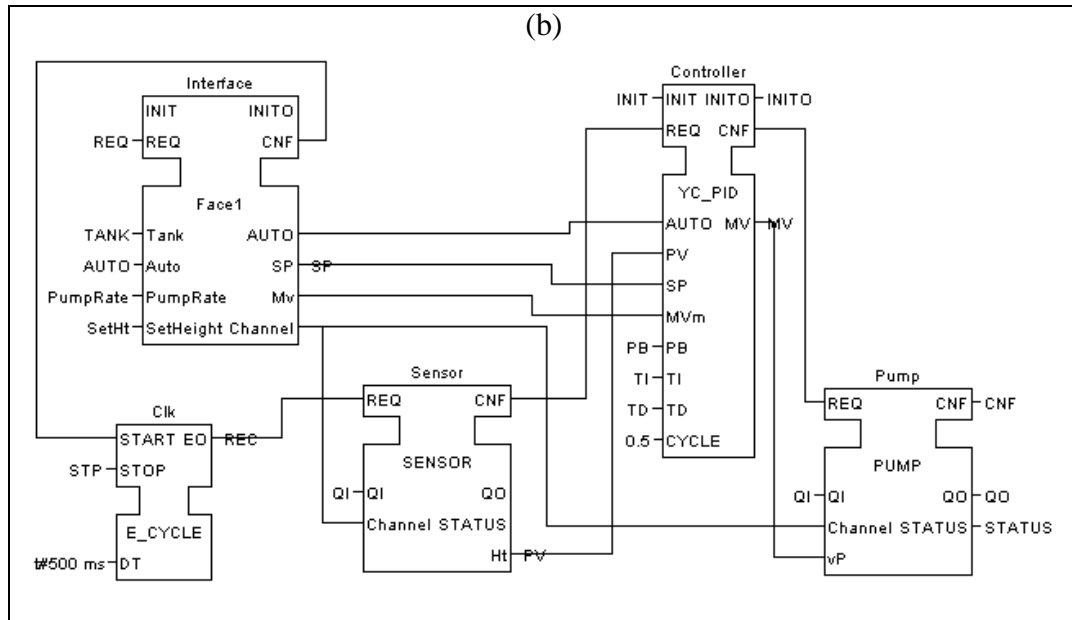 (b)
Interface
INIT INITO
REQ REQ CNF
Face1
TANK Tank AUTO
AUTO Auto SP SP
PumpRate PumpRate Mv
SetHt SetHeight Channel
Controller
INIT INIT INITO INITO
REQ CNF
YC_PID
AUTO MV MV
PV
SP
MVm
PB PB
TI TI
TD TD
0.5 CYCLE
Clk
START EO REC
STP STOP
E_CYCLE
t#500 ms DT
Sensor
REQ CNF
SENSOR
QI QI QO
Channel STATUS
Ht PV
Pump
REQ CNF CNF
PUMP
QI QI QO QO
Channel STATUS STATUS
vP